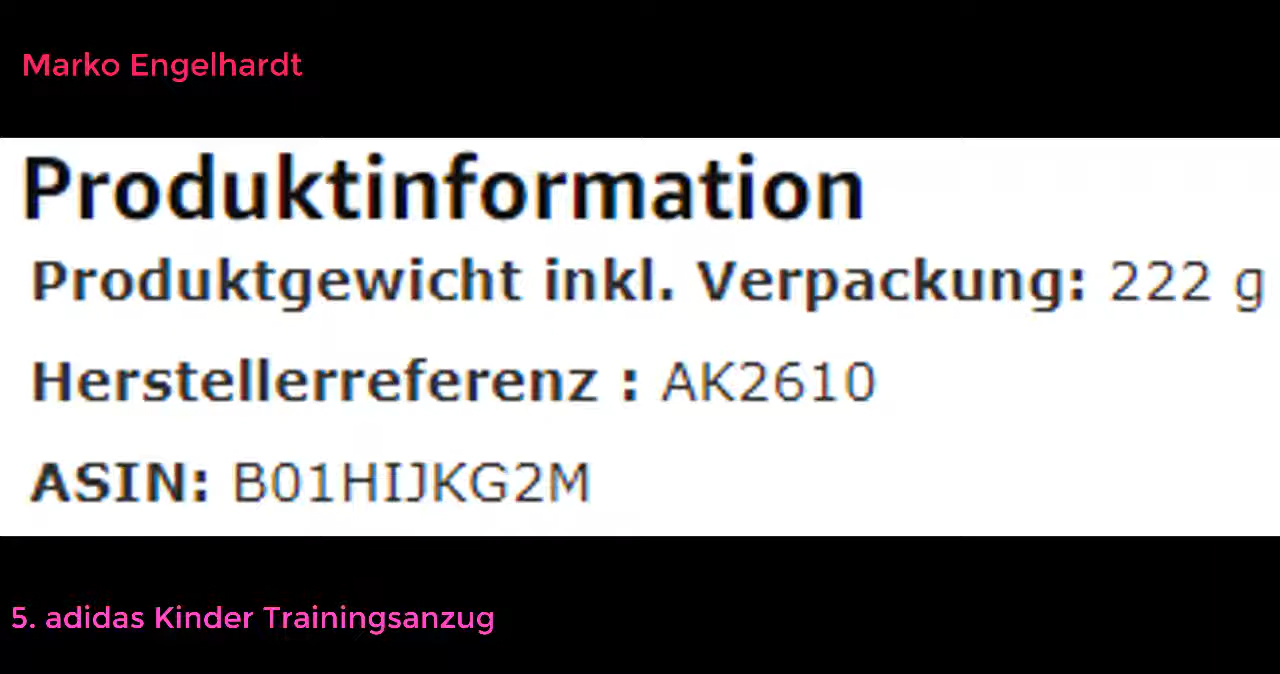 Marko Engelhardt
Produktinformation
Produktgewicht inkl. Verpackung: 222 g
Herstellerreferenz : AK2610
ASIN: B01HIJKG2M
5. adidas Kinder Trainingsanzug